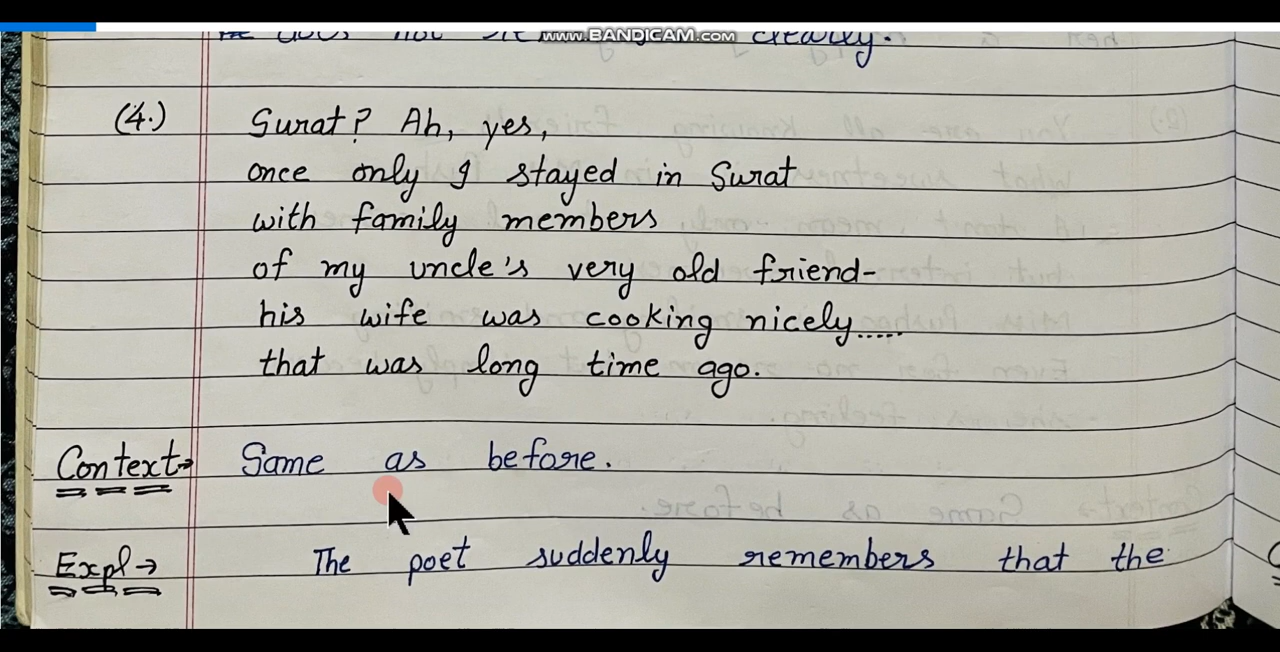 WWW.BANDICAM.COM
clearly.
(4.) Surat? Ah, yes,
once only I stayed in Surat
with family members
of my uncle's very old friend-
his wife was cooking nicely.....
that was long time ago.
Context→ Same as before.
Expl→ The poet suddenly remembers that the